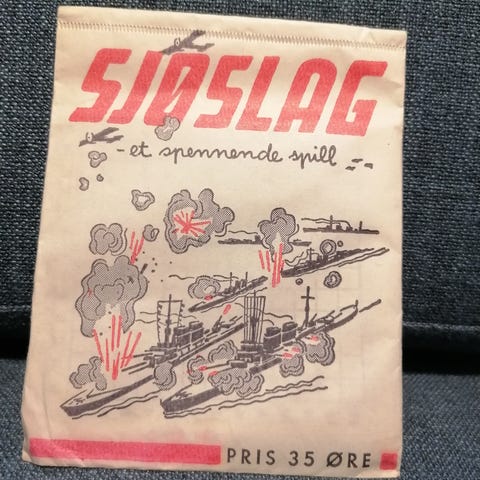 SJØSLAG
- et spennende spill --
PRIS 35 ØRE